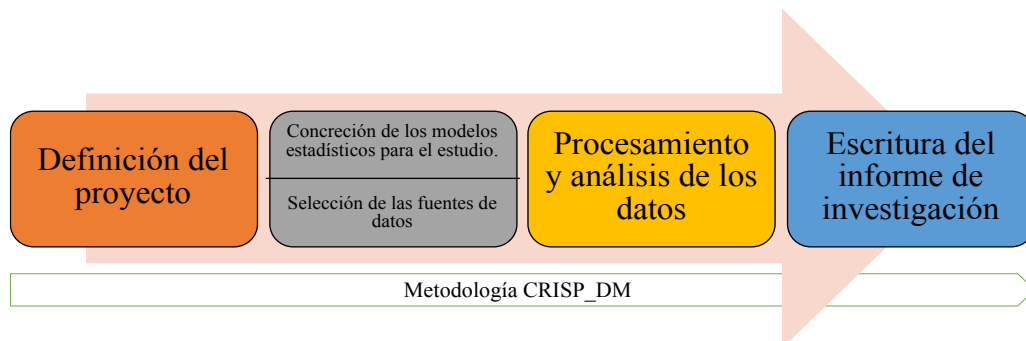 Definición del
proyecto
Concreción de los modelos
estadísticos para el estudio.
Selección de las fuentes de
datos
Procesamiento
y análisis de los
datos
Escritura del
informe de
investigación
Metodología CRISP_DM